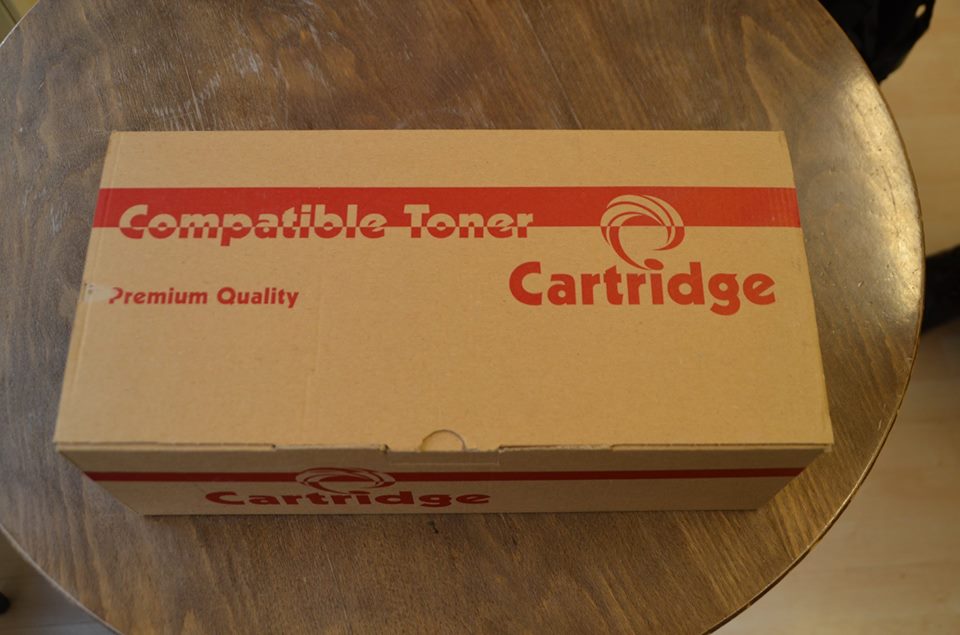 Compatible Toner
Cartridge
Premium Quality
Cartridge